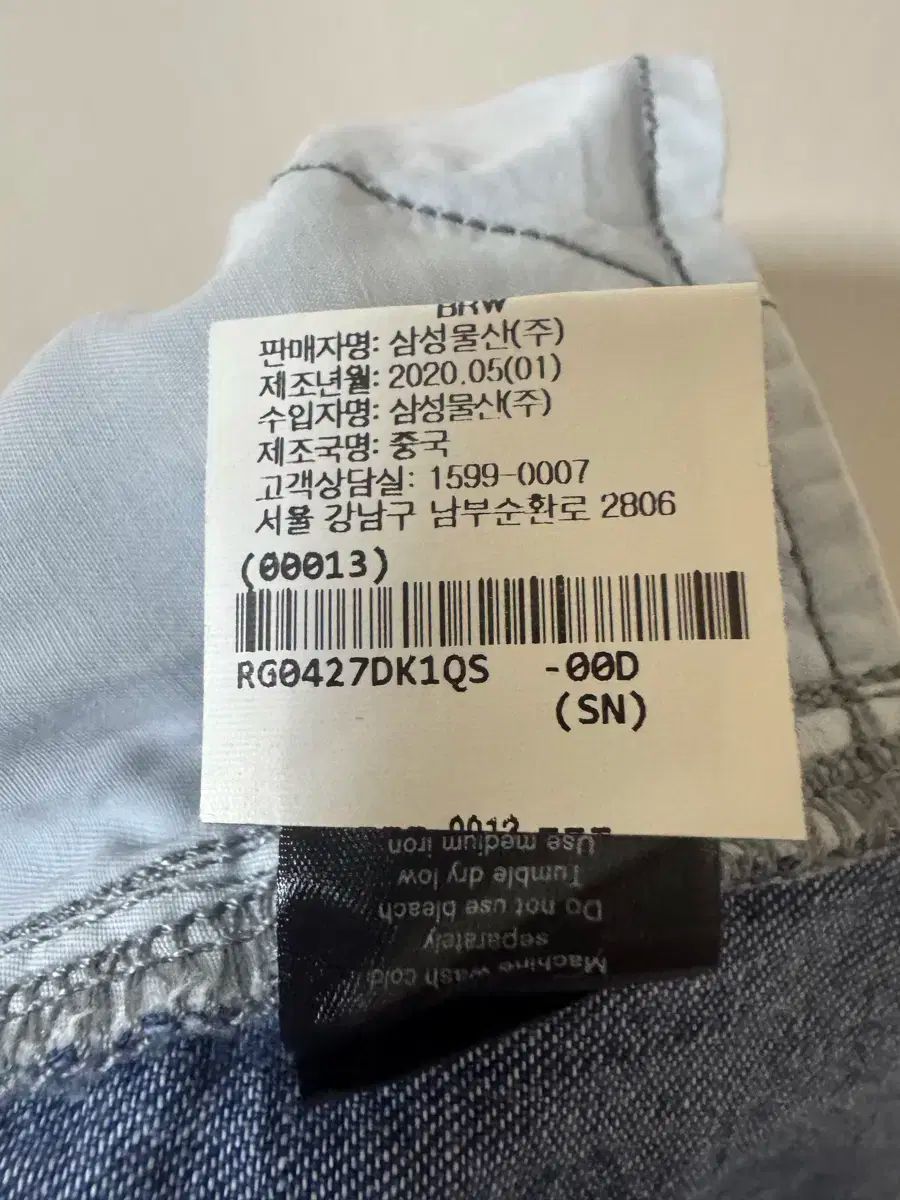 BRW
판매자명: 삼성물산(주)
제조년월: 2020.05(01)
수입자명: 삼성물산(주)
제조국명: 중국
고객상담실: 1599-0007
서울 강남구 남부순환로 2806
(00013)
RG0427DK1QS -00D
(SN)
Machine wash cold
separately
Do not use bleach
Tumble dry low
Use medium iron